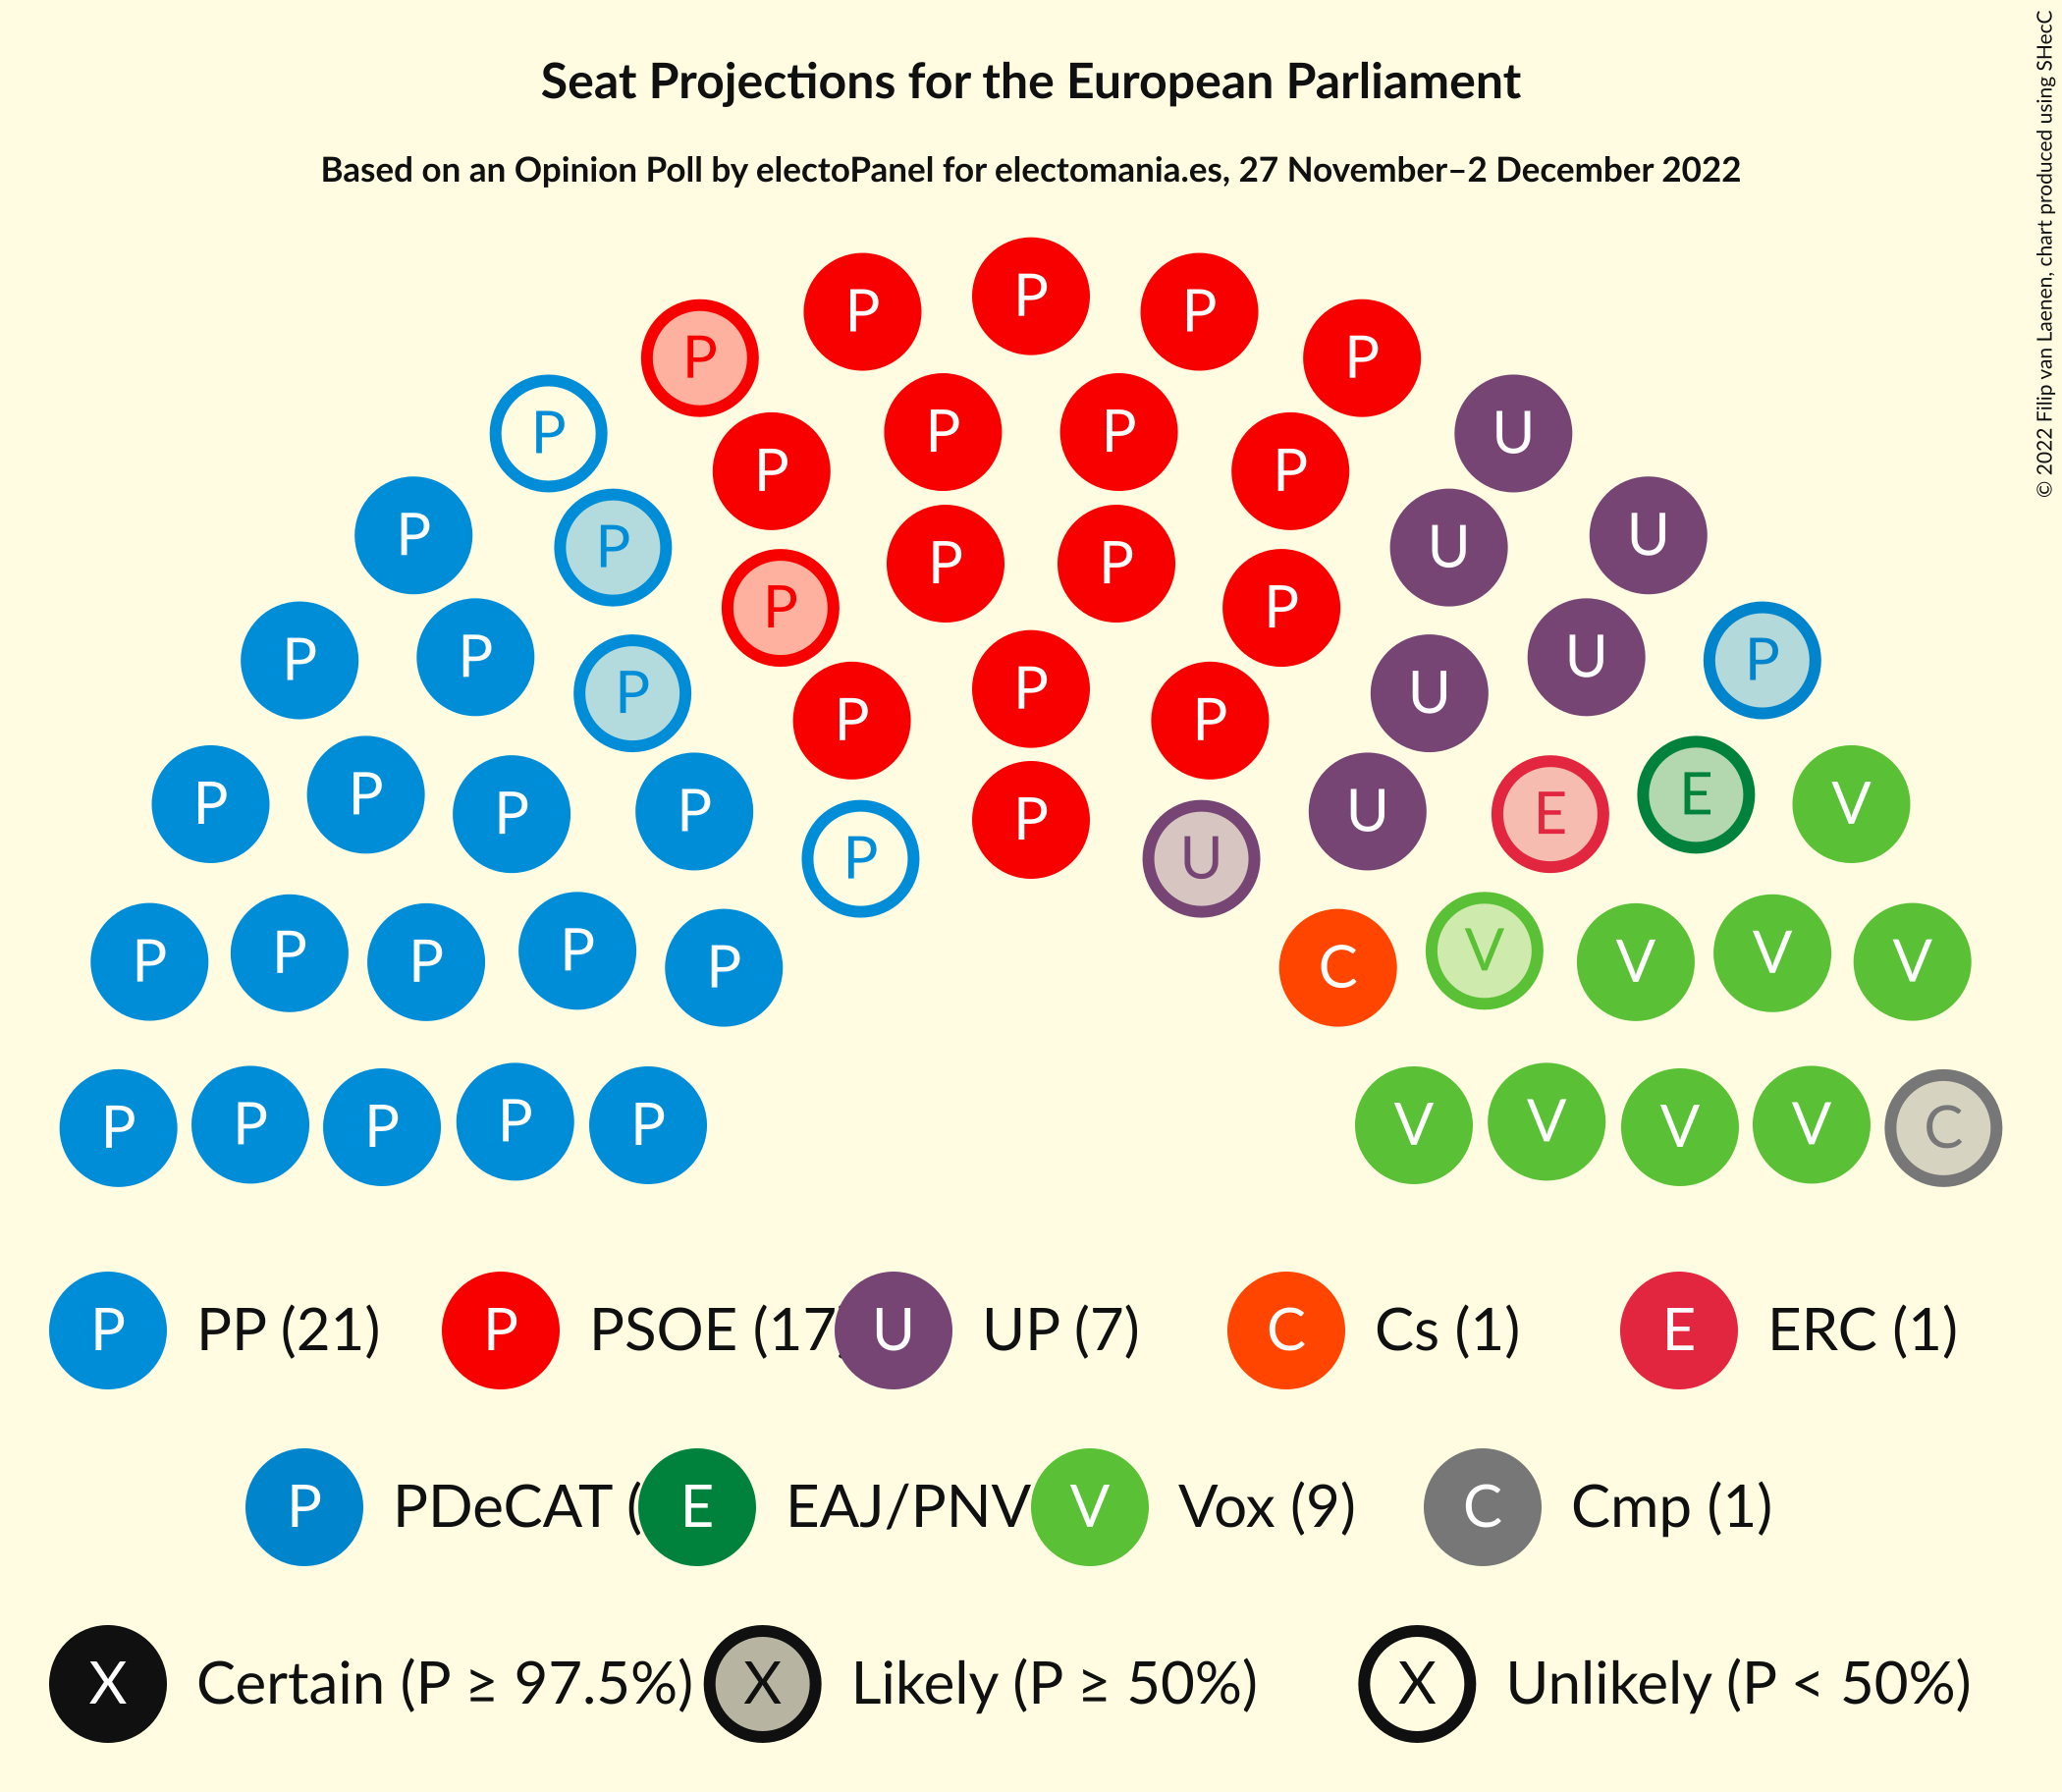 Seat Projections for the European Parliament
Based on an Opinion Poll by electoPanel for electomania.es, 27 November–2 December 2022
© 2022 Filip van Laenen, chart produced using SHecC
P
P P
P P
P P P
P P P P
P U
P P
U P U
P P P P
P P U P
P P U
P P
P P
V P P P U E E V
P P U
P P P P P C V V V V
P P P P P V V V V C
P PP (21) P PSOE (17 U UP (7) C Cs (1) E ERC (1)
P PDeCAT ( E EAJ/PNV V Vox (9) C Cmp (1)
X Certain (P ≥ 97.5%) X Likely (P ≥ 50%) X Unlikely (P < 50%)